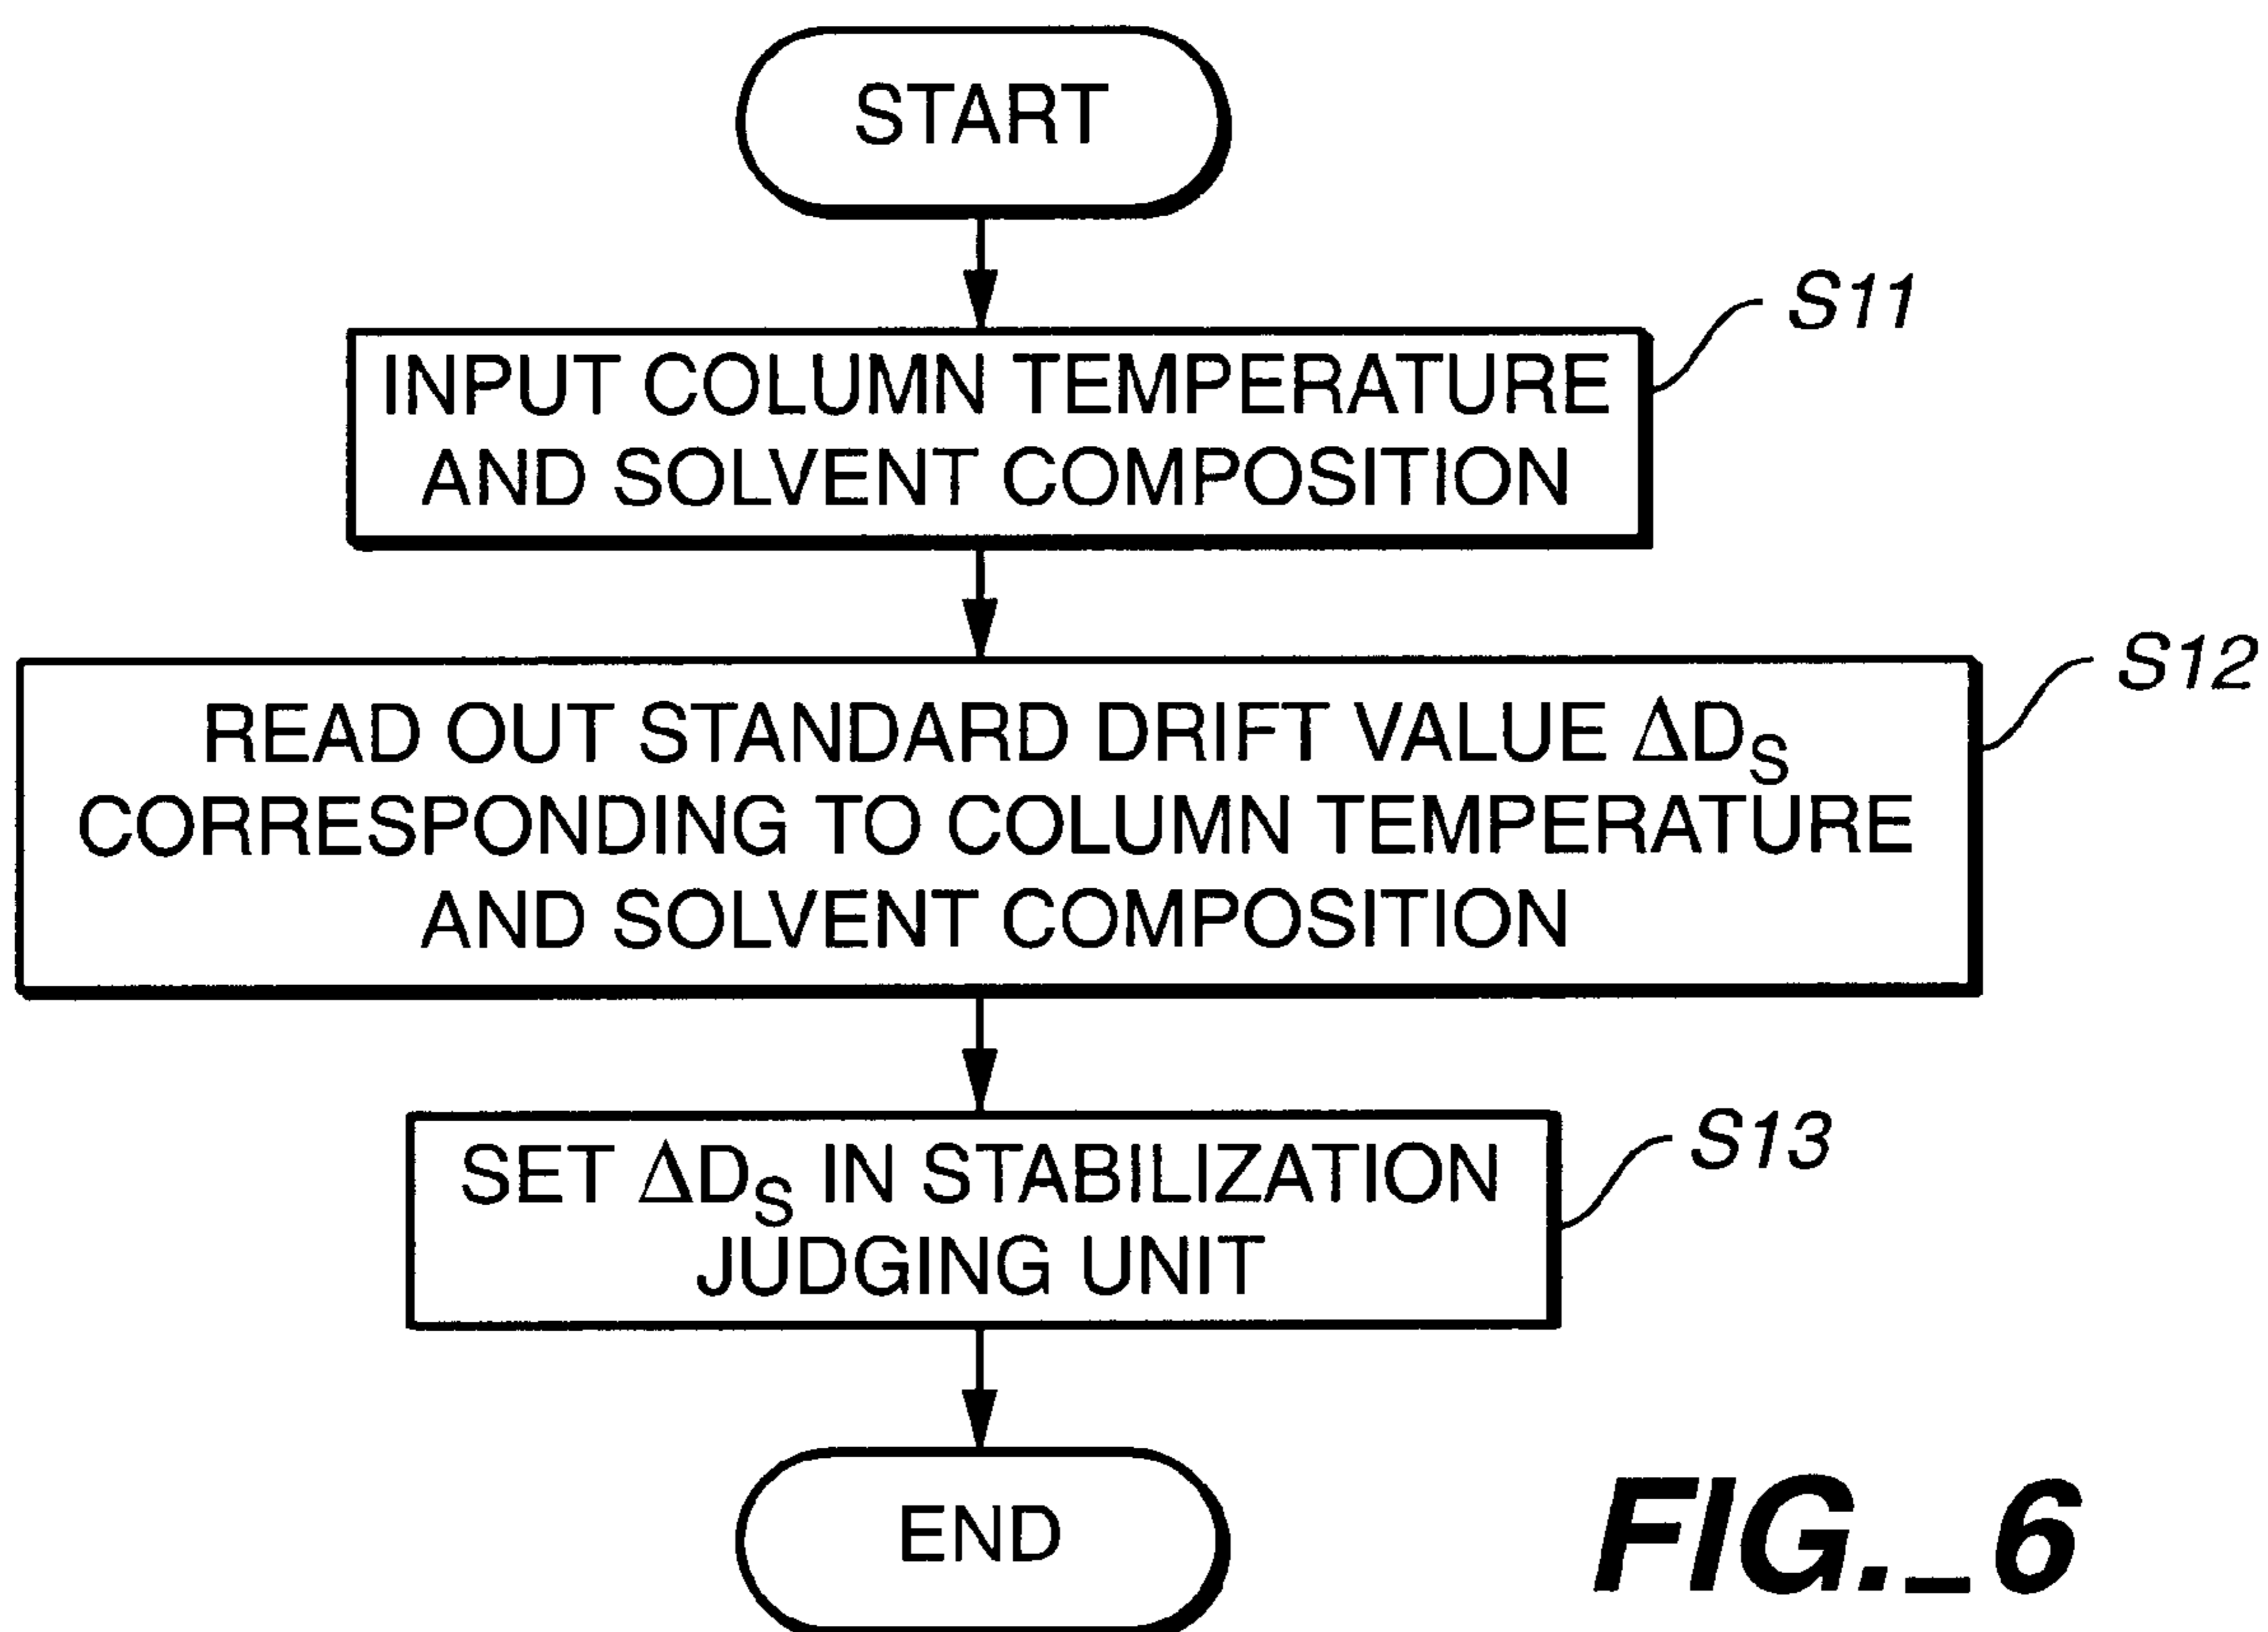 START
S11
INPUT COLUMN TEMPERATURE
AND SOLVENT COMPOSITION
S12
READ OUT STANDARD DRIFT VALUE ΔDS
CORRESPONDING TO COLUMN TEMPERATURE
AND SOLVENT COMPOSITION
S13
SET ΔDS IN STABILIZATION
JUDGING UNIT
END
FIG._6